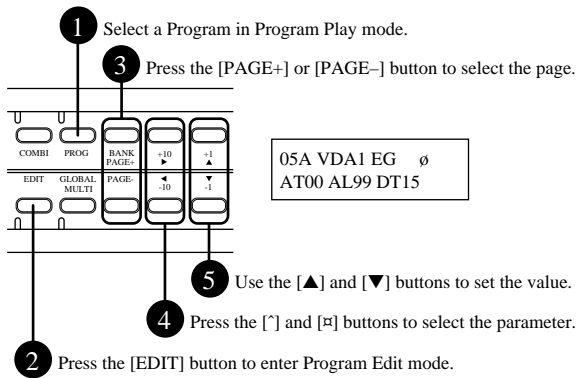 1 Select a Program in Program Play mode.
3 Press the [PAGE+] or [PAGE–] button to select the page.
COMBI PROG BANK +10 +1
PAGE+ ▶ ▲
EDIT GLOBAL PAGE- ◀ ▼
MULTI -10 -1
05A VDA1 EG ø
AT00 AL99 DT15
5 Use the [▲] and [▼] buttons to set the value.
4 Press the [ˆ] and [¤] buttons to select the parameter.
2 Press the [EDIT] button to enter Program Edit mode.